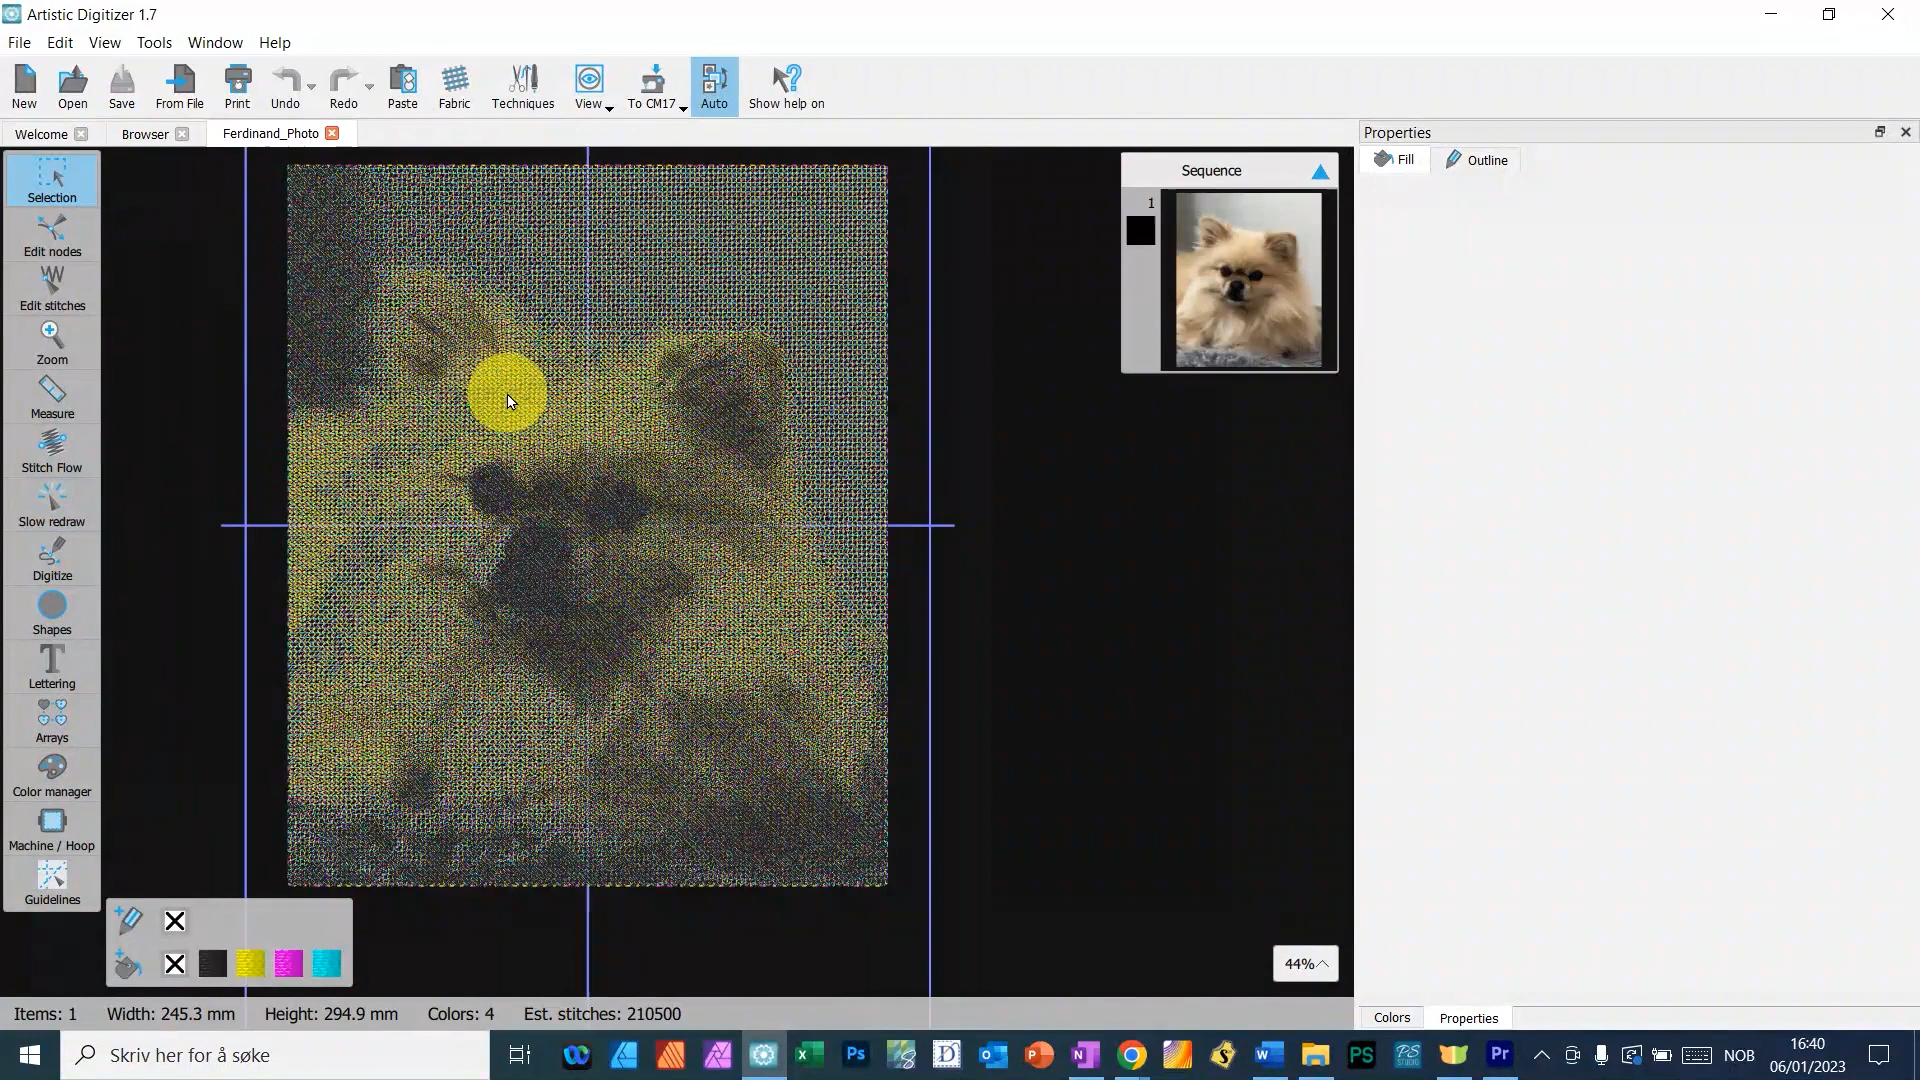 Artistic Digitizer 1.7
File Edit View Tools Window Help
New Open Save From File Print Undo Redo Paste Fabric Techniques View To CM17 Auto Show help on
Welcome Browser Ferdinand_Photo
Properties
Fill Outline
Selection
Edit nodes
Edit stitches
Zoom
Measure
Stitch Flow
Slow redraw
Digitize
Shapes
Lettering
Arrays
Color manager
Machine / Hoop
Guidelines
Sequence
1
44%
Items: 1 Width: 245.3 mm Height: 294.9 mm Colors: 4 Est. stitches: 210500
Colors Properties
Skriv her for å søke
NOB
16:40
06/01/2023